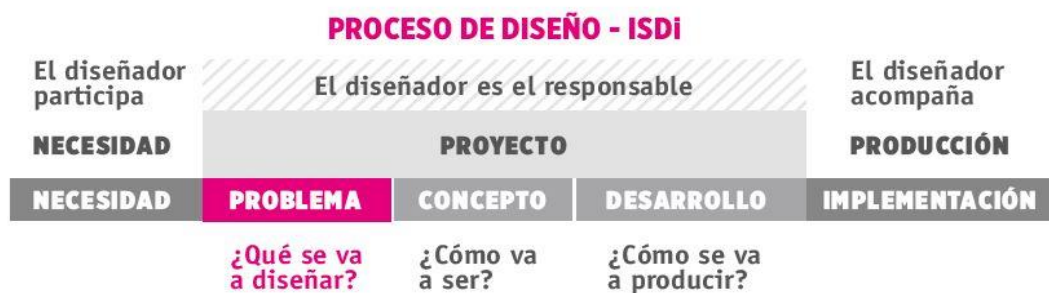 PROCESO DE DISEÑO - ISDi
El diseñador
participa
El diseñador es el responsable
El diseñador
acompaña
NECESIDAD
PROYECTO
PRODUCCIÓN
NECESIDAD
PROBLEMA
CONCEPTO
DESARROLLO
IMPLEMENTACIÓN
¿Qué se va
a diseñar?
¿Cómo va
a ser?
¿Cómo se va
a producir?